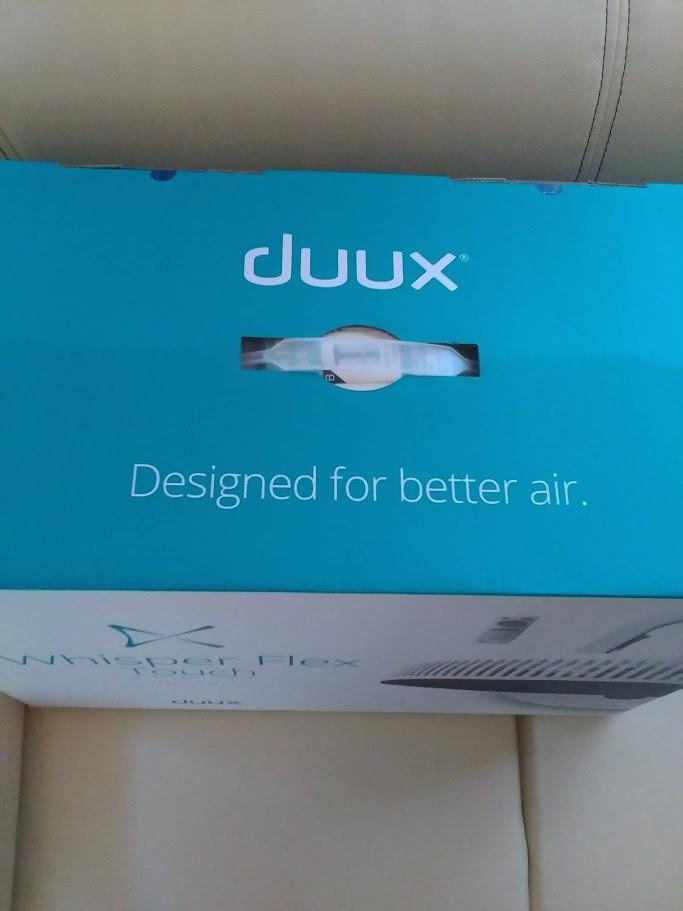 duux®
B
Designed for better air.
Whisper Flex
Touch
duux